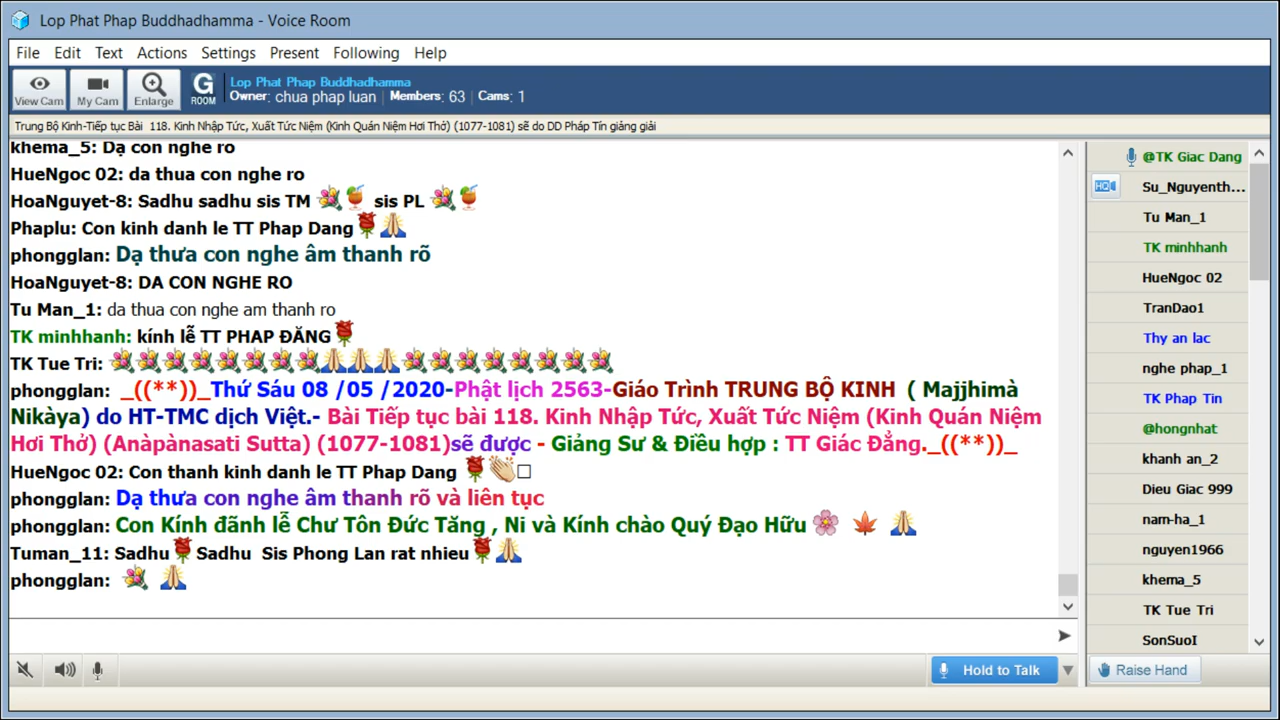 Lop Phat Phap Buddhadhamma - Voice Room
File Edit Text Actions Settings Present Following Help
View Cam My Cam Enlarge G ROOM
Lop Phat Phap Buddhadhamma
Owner: chua phap luan | Members: 63 | Cams: 1
Trung Bộ Kinh-Tiếp tục Bài 118. Kinh Nhập Tức, Xuất Tức Niệm (Kinh Quán Niệm Hơi Thở) (1077-1081) sẽ do DD Pháp Tín giảng giải
khema_5: Dạ con nghe ro
HueNgoc 02: da thua con nghe ro
HoaNguyet-8: Sadhu sadhu sis TM 💐🍹 sis PL 💐🍹
Phaplu: Con kinh danh le TT Phap Dang🌹🙏
phongglan: Dạ thưa con nghe âm thanh rõ
HoaNguyet-8: DA CON NGHE RO
Tu Man_1: da thua con nghe am thanh ro
TK minhhanh: kính lễ TT PHAP ĐĂNG🌹
TK Tue Tri: 💐💐💐💐💐💐💐💐🙏🙏🙏💐💐💐💐💐💐💐💐
phongglan: _((**))_Thứ Sáu 08 /05 /2020-Phật lịch 2563-Giáo Trình TRUNG BỘ KINH ( Majjhimà
Nikàya) do HT-TMC dịch Việt.- Bài Tiếp tục bài 118. Kinh Nhập Tức, Xuất Tức Niệm (Kinh Quán Niệm
Hơi Thở) (Anàpànasati Sutta) (1077-1081)sẽ được - Giảng Sư & Điều hợp : TT Giác Đẳng._((**))_
HueNgoc 02: Con thanh kinh danh le TT Phap Dang 🌹👏□
phongglan: Dạ thưa con nghe âm thanh rõ và liên tục
phongglan: Con Kính đãnh lễ Chư Tôn Đức Tăng , Ni và Kính chào Quý Đạo Hữu🌸 🍁 🙏
Tuman_11: Sadhu🌹Sadhu Sis Phong Lan rat nhieu🌹🙏
phongglan: 💐 🙏
Hold to Talk
@TK Giac Dang
HQ
Su_Nguyenth...
Tu Man_1
TK minhhanh
HueNgoc 02
TranDao1
Thy an lac
nghe phap_1
TK Phap Tin
@hongnhat
khanh an_2
Dieu Giac 999
nam-ha_1
nguyen1966
khema_5
TK Tue Tri
SonSuoI
Raise Hand